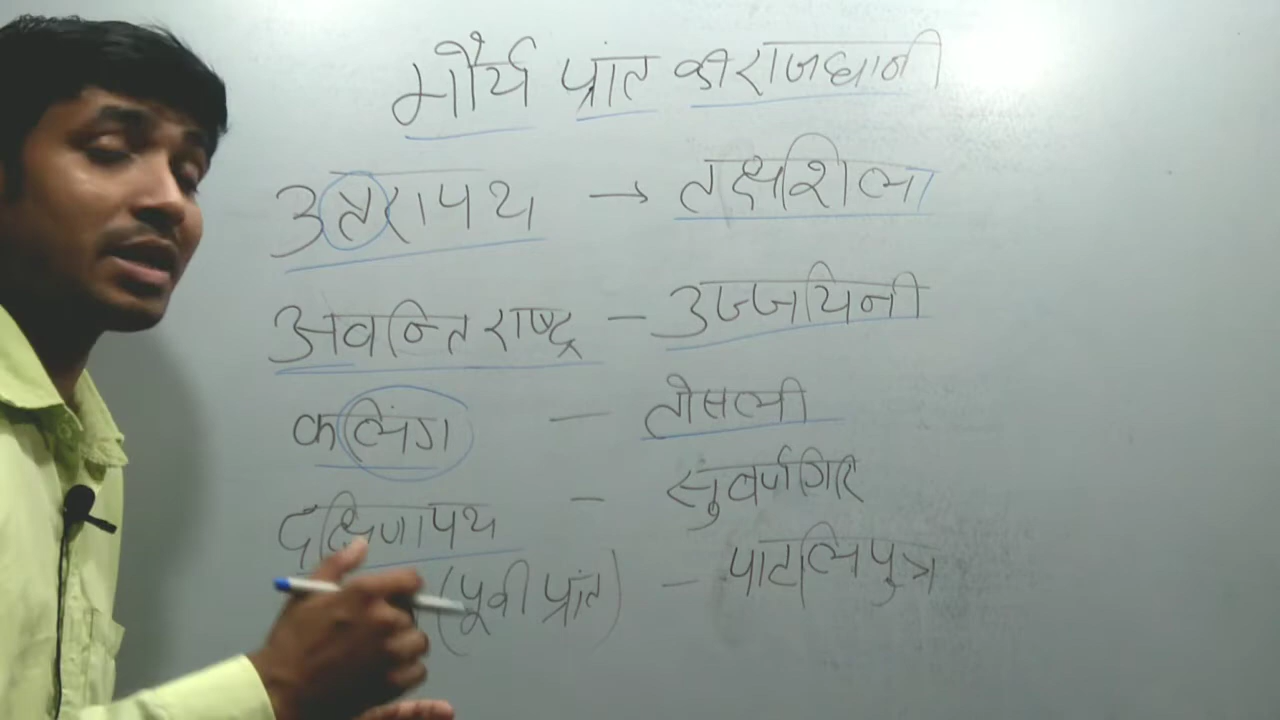 मौर्य प्रांत की राजधानी
उत्तरापथ → तक्षशिला
अवन्ति राष्ट्र – उज्जयिनी
कलिंग – तोसली
दक्षिणापथ – सुवर्णगिरि
(पूर्वी प्रांत) – पाटलिपुत्र